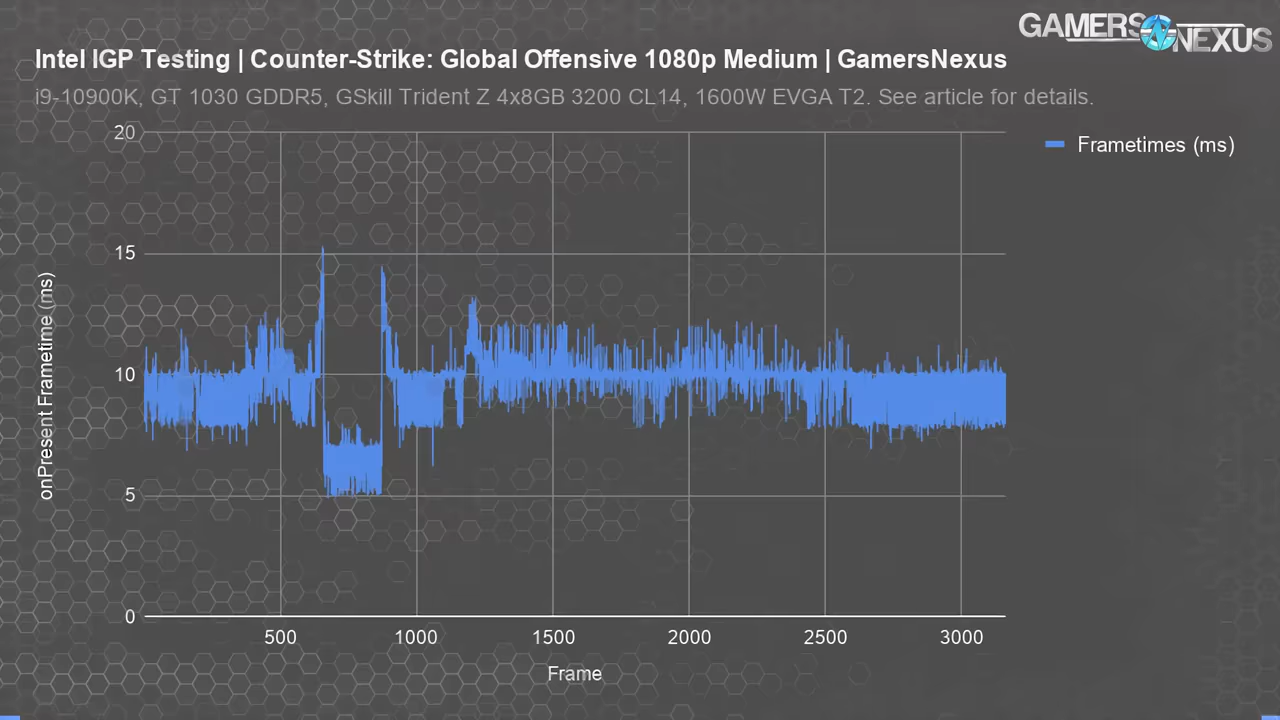 GAMERS NEXUS
Intel IGP Testing | Counter-Strike: Global Offensive 1080p Medium | GamersNexus
i9-10900K, GT 1030 GDDR5, GSkill Trident Z 4x8GB 3200 CL14, 1600W EVGA T2. See article for details.
Frametimes (ms)
onPresent Frametime (ms)
20
15
10
5
0
500 1000 1500 2000 2500 3000
Frame